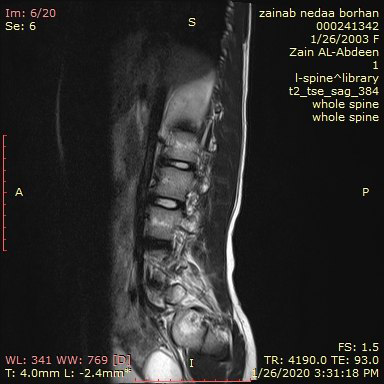 Im: 6/20
Se: 6
S
zainab nedaa borhan
000241342
1/26/2003 F
Zain AL-Abdeen
1
l-spine^library
t2_tse_sag_384
whole spine
whole spine
A
P
WL: 341 WW: 769 [D]
T: 4.0mm L: -2.4mm*
I
FS: 1.5
TR: 4190.0 TE: 93.0
1/26/2020 3:31:18 PM